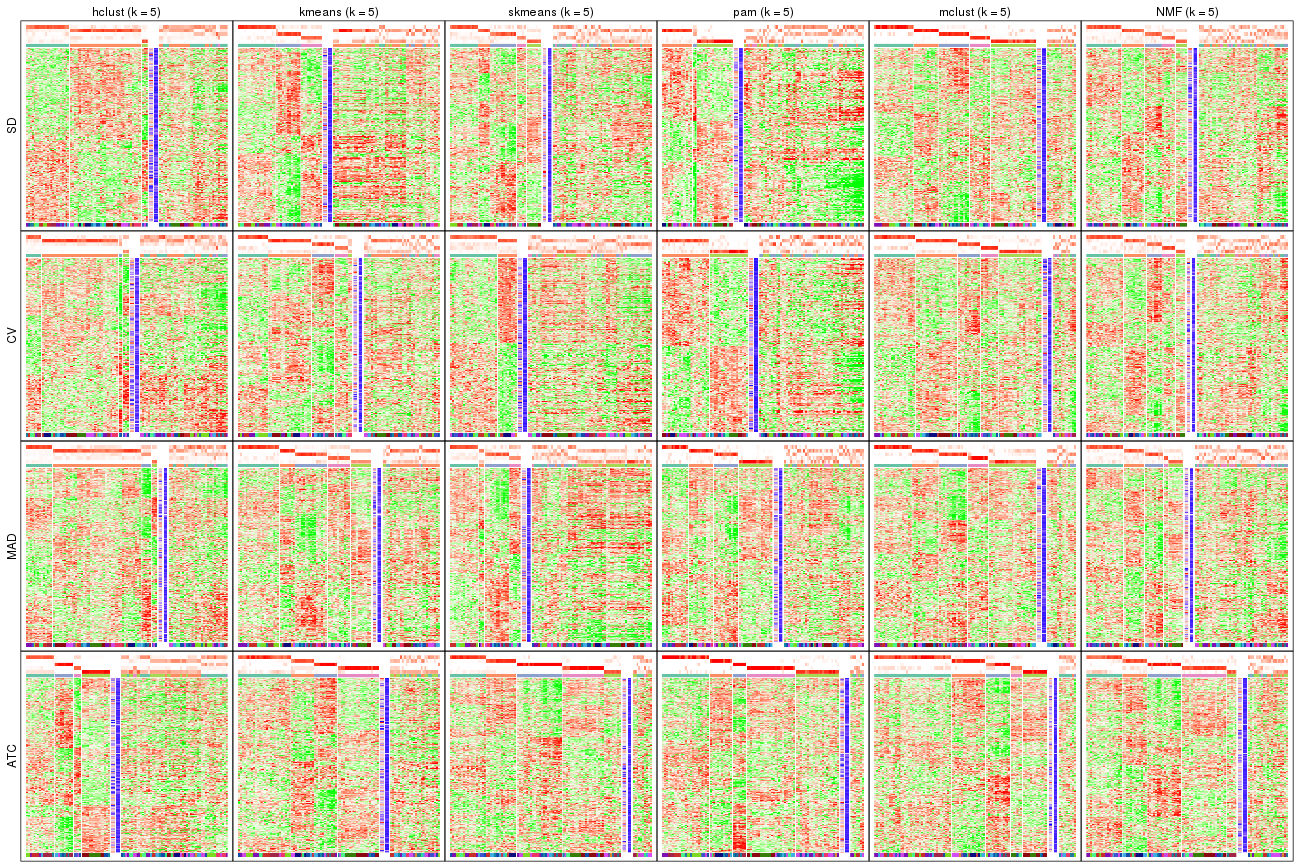 hclust (k = 5) kmeans (k = 5) skmeans (k = 5) pam (k = 5) mclust (k = 5) NMF (k = 5)
SD
CV
MAD
ATC